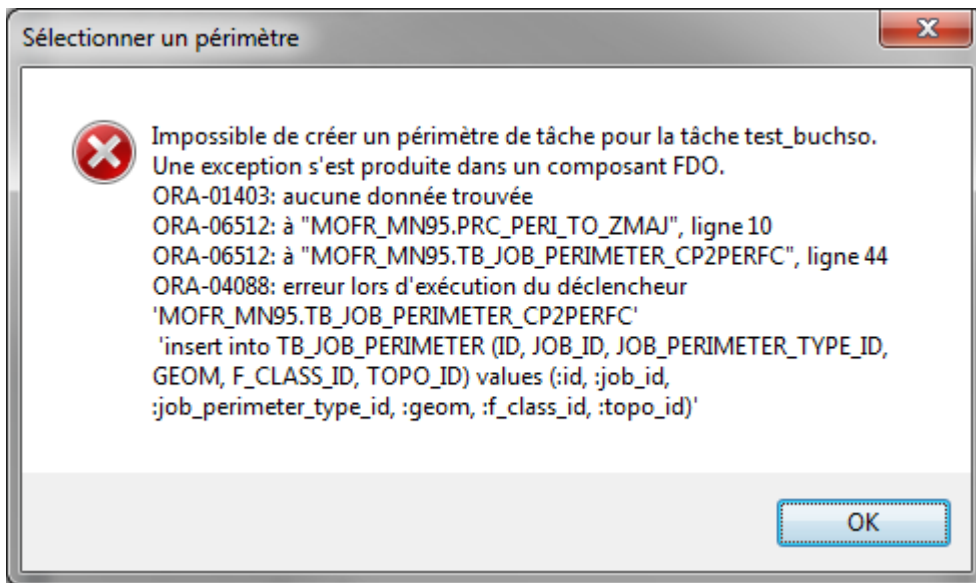 Sélectionner un périmètre
Impossible de créer un périmètre de tâche pour la tâche test_buchso.
Une exception s'est produite dans un composant FDO.
ORA-01403: aucune donnée trouvée
ORA-06512: à "MOFR_MN95.PRC_PERI_TO_ZMAJ", ligne 10
ORA-06512: à "MOFR_MN95.TB_JOB_PERIMETER_CP2PERFC", ligne 44
ORA-04088: erreur lors d'exécution du déclencheur
'MOFR_MN95.TB_JOB_PERIMETER_CP2PERFC'
'insert into TB_JOB_PERIMETER (ID, JOB_ID, JOB_PERIMETER_TYPE_ID,
GEOM, F_CLASS_ID, TOPO_ID) values (:id, :job_id,
:job_perimeter_type_id, :geom, :f_class_id, :topo_id)'
OK